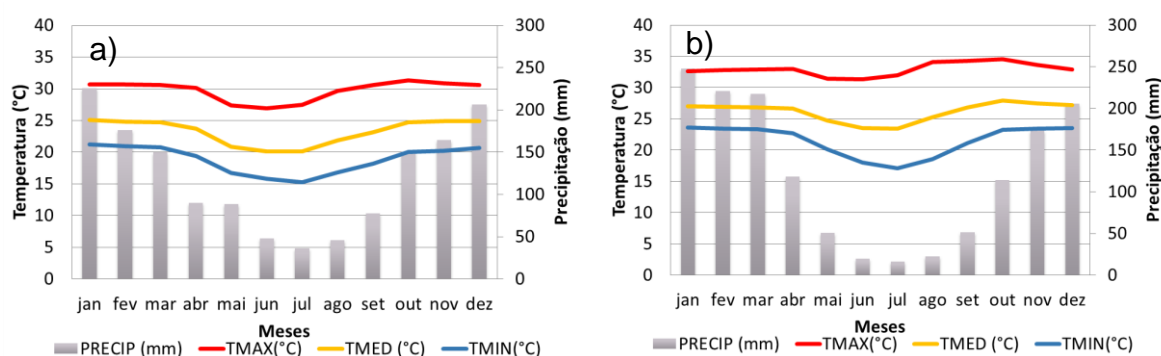 a)
40
35
30
25
20
15
10
5
0
Temperatura (°C)
300
250
200
150
100
50
0
Precipitação (mm)
jan fev mar abr mai jun jul ago set out nov dez
Meses
PRECIP (mm) TMAX(°C) TMED (°C) TMIN(°C)
b)
40
35
30
25
20
15
10
5
0
Temperatura (°C)
300
250
200
150
100
50
0
Precipitação (mm)
jan fev mar abr mai jun jul ago set out nov dez
Meses
PRECIP (mm) TMAX(°C) TMED (°C) TMIN(°C)